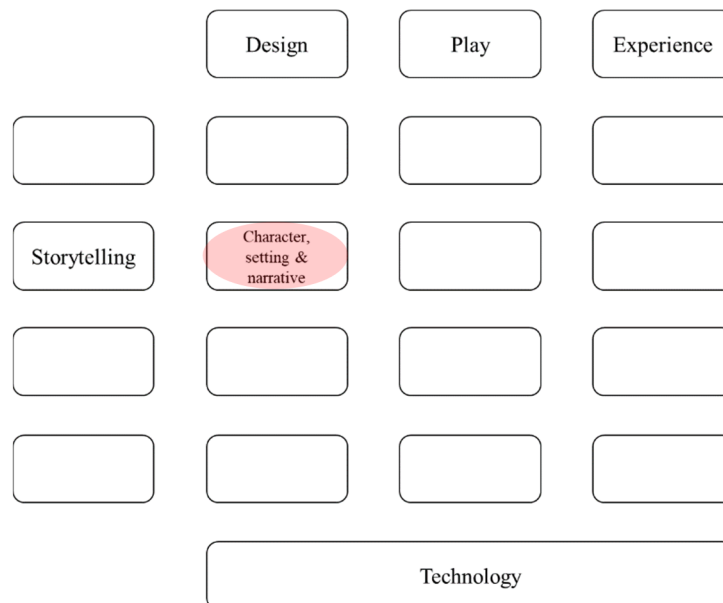 Design Play Experience
Storytelling
Character,
setting &
narrative
Technology